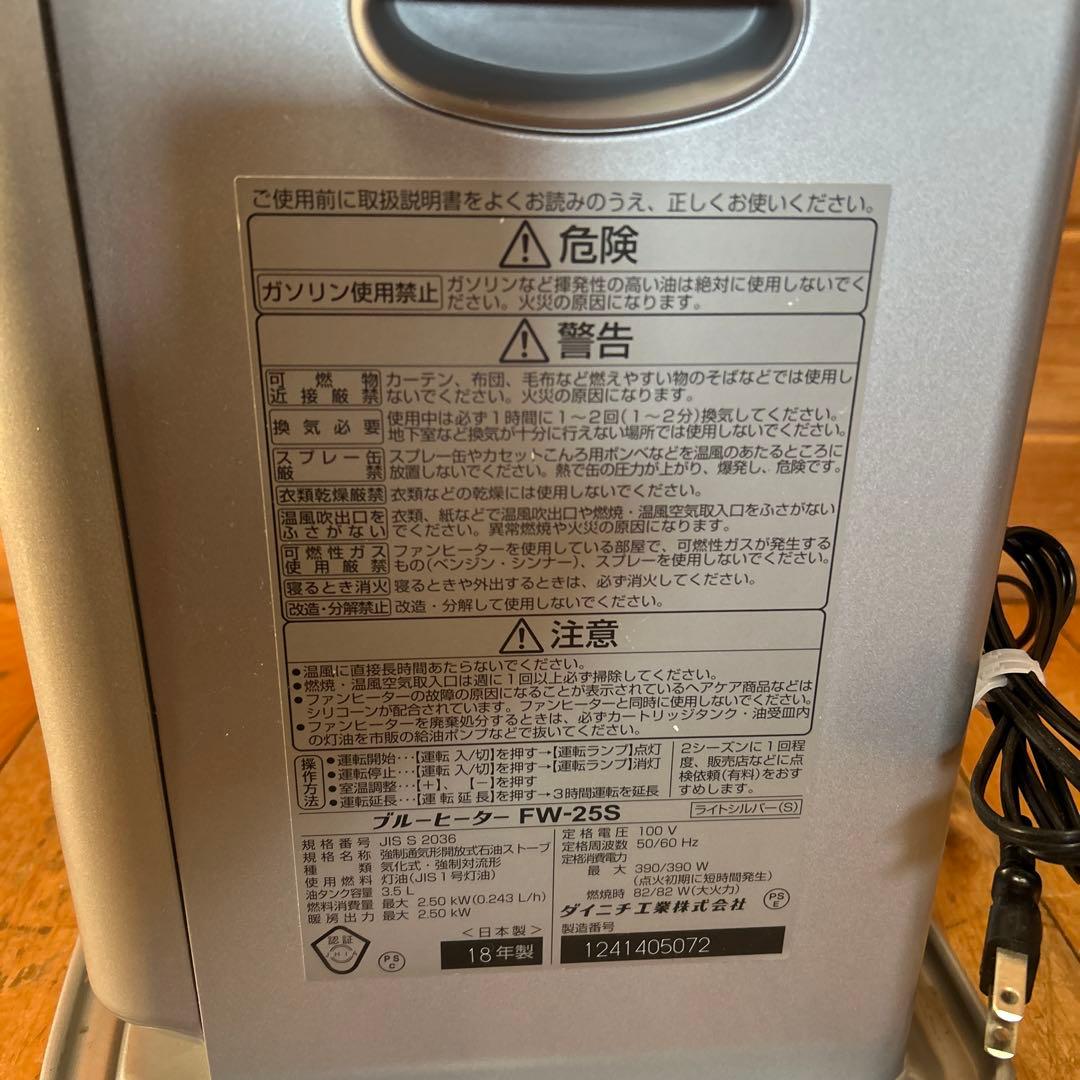 ご使用前に取扱説明書をよくお読みのうえ、正しくお使いください。
危険
ガソリン使用禁止 ガソリンなど揮発性の高い油は絶対に使用しないでく
ださい。火災の原因になります。
警告
可燃物 カーテン、布団、毛布など燃えやすい物のそばなどでは使用し
近接厳禁 ないでください。火災の原因になります。
換気必要 使用中は必ず1時間に1〜2回(1〜2分)換気してください。
地下室など換気が十分に行えない場所では使用しないでください。
スプレー缶 スプレー缶やカセットこんろ用ボンベなどを温風のあたるところに
厳禁 放置しないでください。熱で缶の圧力が上がり、爆発し、危険です。
衣類乾燥厳禁 衣類などの乾燥には使用しないでください。
温風吹出口を 衣類、紙などで温風吹出口や燃焼・温風空気取入口をふさがない
ふさがない でください。異常燃焼や火災の原因になります。
可燃性ガス ファンヒーターを使用している部屋で、可燃性ガスが発生する
使用厳禁 もの(ベンジン・シンナー)、スプレーを使用しないでください。
寝るとき消火 寝るときや外出するときは、必ず消火してください。
改造・分解禁止 改造・分解して使用しないでください。
注意
●温風に直接長時間あたらないでください。
●燃焼・温風空気取入口は週に1回以上必ず掃除してください。
●ファンヒーターの故障の原因になることが表示されているヘアケア商品などは
シリコーンが配合されています。ファンヒーターと同時に使用しないでください。
●ファンヒーターを廃棄処分するときは、必ずカートリッジタンク・油受皿内
の灯油を市販の給油ポンプなどで抜いてください。
操作方法
●運転開始…【運転 入/切】を押す→【運転ランプ】点灯
●運転停止…【運転 入/切】を押す→【運転ランプ】消灯
●室温調整…【+】、【−】を押す
●運転延長…【運転延長】を押す→3時間運転を延長
2シーズンに1回程
度、販売店などに点
検依頼(有料)をおす
すめします。
ブルーヒーター FW-25S ライトシルバー(S)
規格番号 JIS S 2036
規格名称 強制通気形開放式石油ストーブ
種類 気化式・強制対流形
使用燃料 灯油(JIS1号灯油)
油タンク容量 3.5 L
燃料消費量 最大 2.50 kW(0.243 L/h)
暖房出力 最大 2.50 kW
定格電圧 100 V
定格周波数 50/60 Hz
定格消費電力
最大 390/390 W
(点火初期に短時間発生)
燃焼時 82/82 W(大火力)
ダイニチ工業株式会社
PS E
<日本製>
製造番号
認証
JHIA
PS C
18年製
1241405072